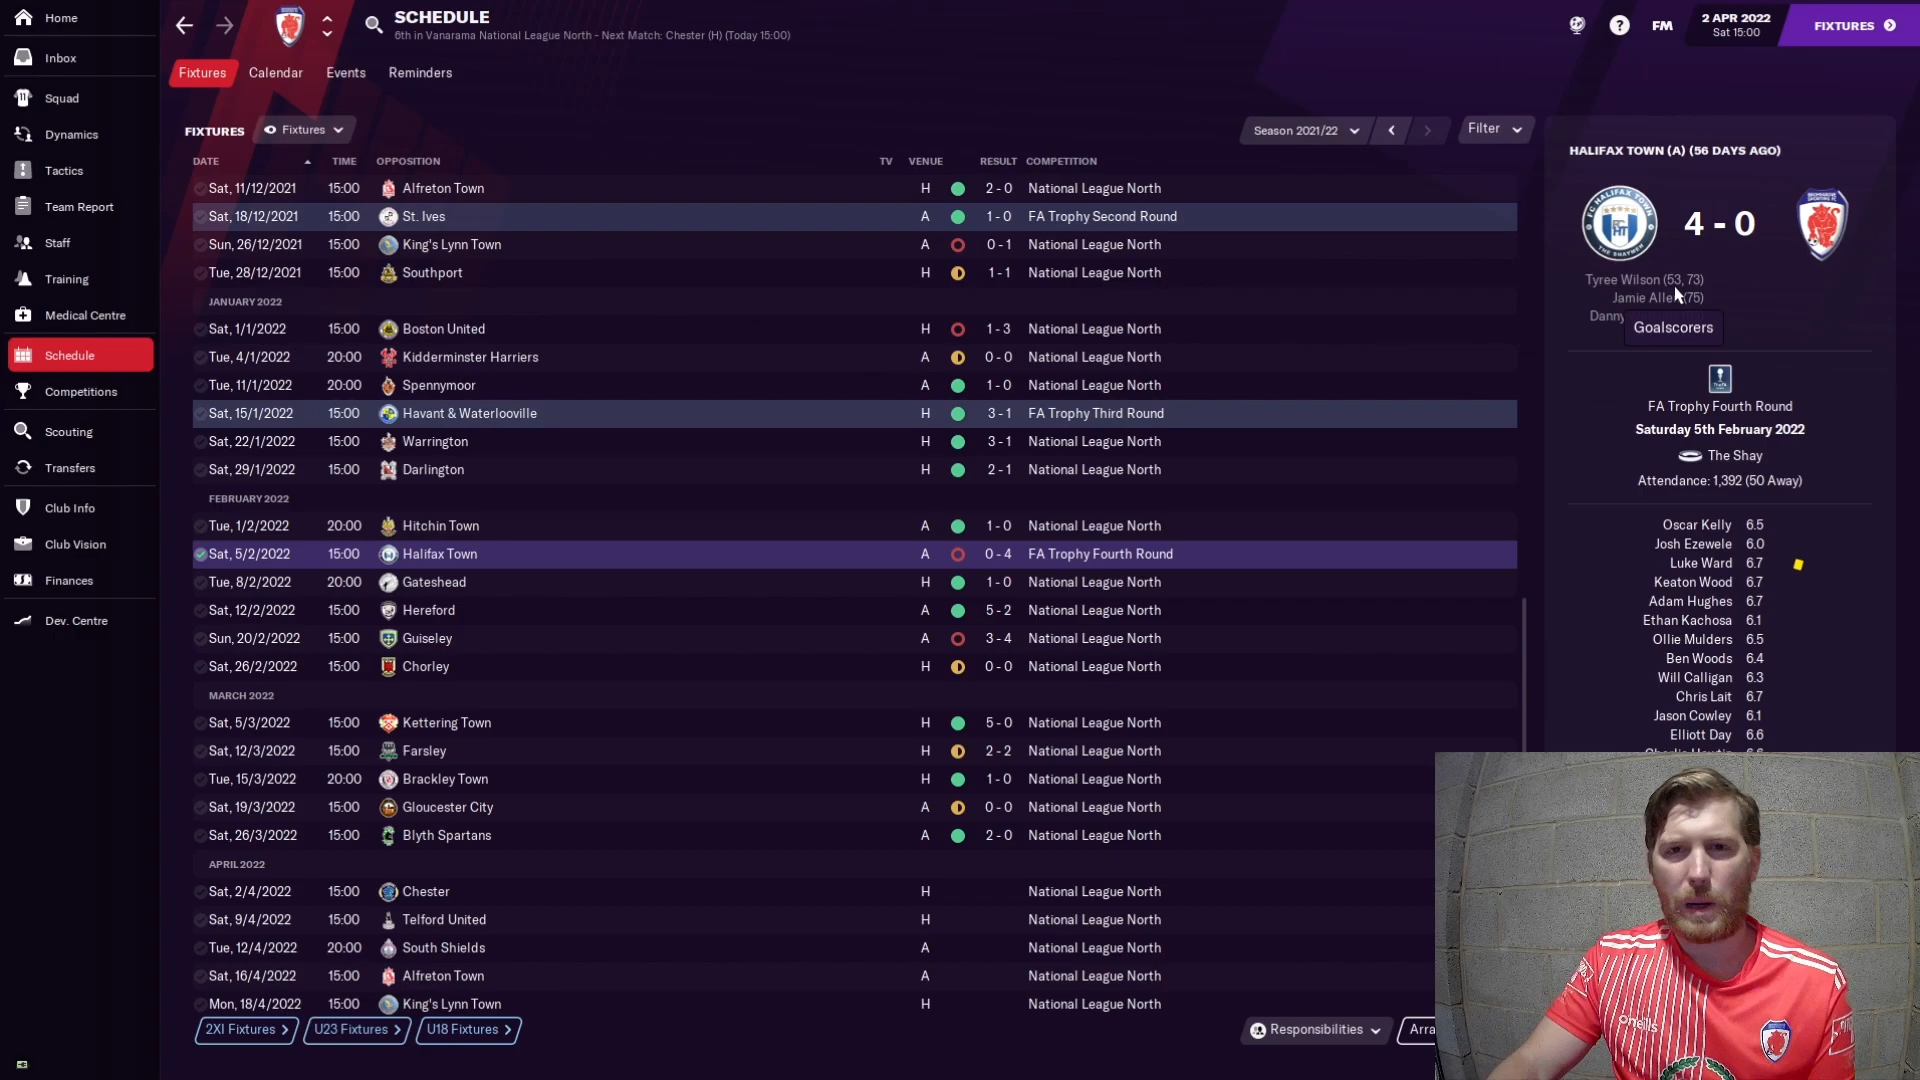 Home
Inbox
Squad
Dynamics
Tactics
Team Report
Staff
Training
Medical Centre
Schedule
Competitions
Scouting
Transfers
Club Info
Club Vision
Finances
Dev. Centre
SCHEDULE
6th in Vanarama National League North - Next Match: Chester (H) (Today 15:00)
FM
2 APR 2022
Sat 15:00
FIXTURES
Fixtures Calendar Events Reminders
FIXTURES Fixtures
Season 2021/22 Filter
DATE TIME OPPOSITION TV VENUE RESULT COMPETITION
Sat, 11/12/2021 15:00 Alfreton Town H 2 - 0 National League North
Sat, 18/12/2021 15:00 St. Ives A 1 - 0 FA Trophy Second Round
Sun, 26/12/2021 15:00 King's Lynn Town A 0 - 1 National League North
Tue, 28/12/2021 15:00 Southport H 1 - 1 National League North
JANUARY 2022
Sat, 1/1/2022 15:00 Boston United H 1 - 3 National League North
Tue, 4/1/2022 20:00 Kidderminster Harriers A 0 - 0 National League North
Tue, 11/1/2022 20:00 Spennymoor A 1 - 0 National League North
Sat, 15/1/2022 15:00 Havant & Waterlooville H 3 - 1 FA Trophy Third Round
Sat, 22/1/2022 15:00 Warrington H 3 - 1 National League North
Sat, 29/1/2022 15:00 Darlington H 2 - 1 National League North
FEBRUARY 2022
Tue, 1/2/2022 20:00 Hitchin Town A 1 - 0 National League North
Sat, 5/2/2022 15:00 Halifax Town A 0 - 4 FA Trophy Fourth Round
Tue, 8/2/2022 20:00 Gateshead H 1 - 0 National League North
Sat, 12/2/2022 15:00 Hereford A 5 - 2 National League North
Sun, 20/2/2022 15:00 Guiseley A 3 - 4 National League North
Sat, 26/2/2022 15:00 Chorley H 0 - 0 National League North
MARCH 2022
Sat, 5/3/2022 15:00 Kettering Town H 5 - 0 National League North
Sat, 12/3/2022 15:00 Farsley H 2 - 2 National League North
Tue, 15/3/2022 20:00 Brackley Town H 1 - 0 National League North
Sat, 19/3/2022 15:00 Gloucester City A 0 - 0 National League North
Sat, 26/3/2022 15:00 Blyth Spartans A 2 - 0 National League North
APRIL 2022
Sat, 2/4/2022 15:00 Chester H National League North
Sat, 9/4/2022 15:00 Telford United H National League North
Tue, 12/4/2022 20:00 South Shields A National League North
Sat, 16/4/2022 15:00 Alfreton Town A National League North
Mon, 18/4/2022 15:00 King's Lynn Town H National League North
2XI Fixtures U23 Fixtures U18 Fixtures
Responsibilities Arra
HALIFAX TOWN (A) (56 DAYS AGO)
FC HALIFAX TOWN
FCHT
THE SHAYMEN
4 - 0
Tyree Wilson (53, 73)
Jamie Alle (75)
Danny
Goalscorers
FA Trophy Fourth Round
Saturday 5th February 2022
The Shay
Attendance: 1,392 (50 Away)
Oscar Kelly 6.5
Josh Ezewele 6.0
Luke Ward 6.7
Keaton Wood 6.7
Adam Hughes 6.7
Ethan Kachosa 6.1
Ollie Mulders 6.5
Ben Woods 6.4
Will Calligan 6.3
Chris Lait 6.7
Jason Cowley 6.1
Elliott Day 6.6
O'neills